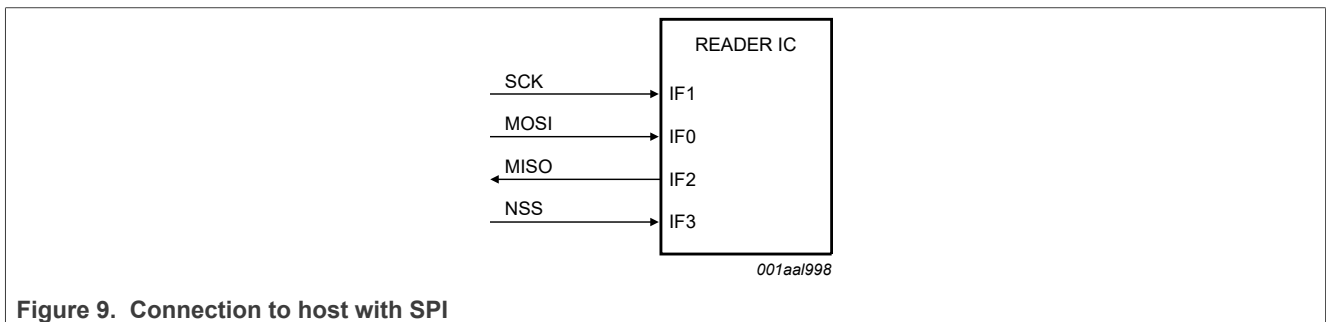 READER IC
SCK
IF1
MOSI
IF0
MISO
IF2
NSS
IF3
001aal998
Figure 9. Connection to host with SPI